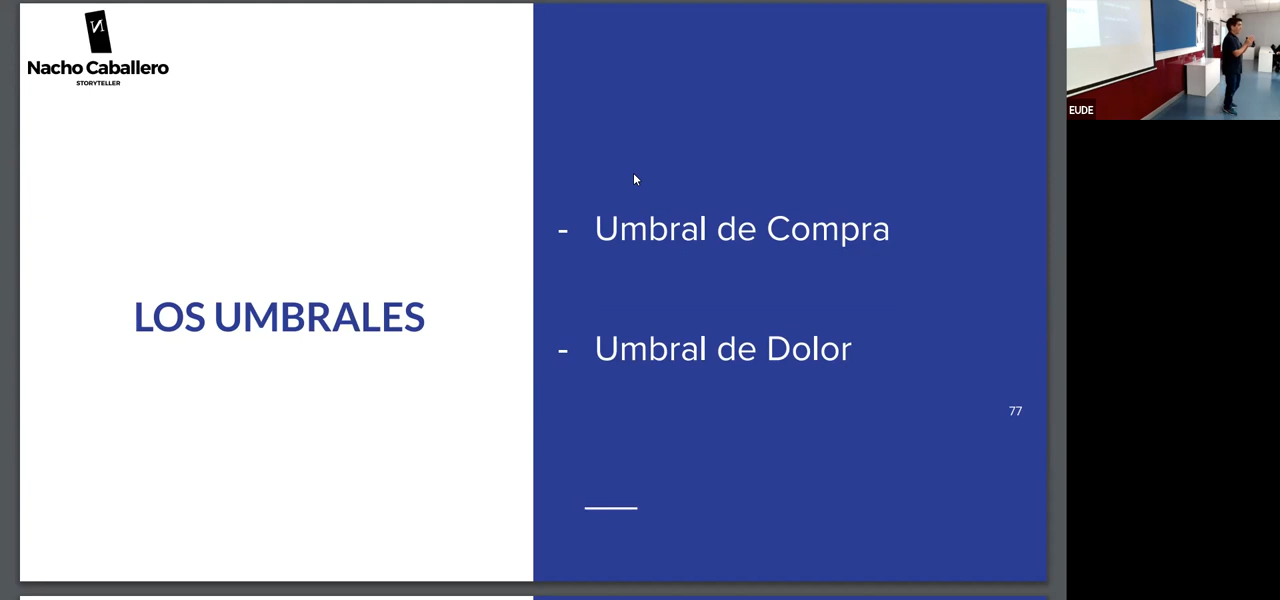 Nacho Caballero
STORYTELLER
LOS UMBRALES
- Umbral de Compra
- Umbral de Dolor
77
EUDE